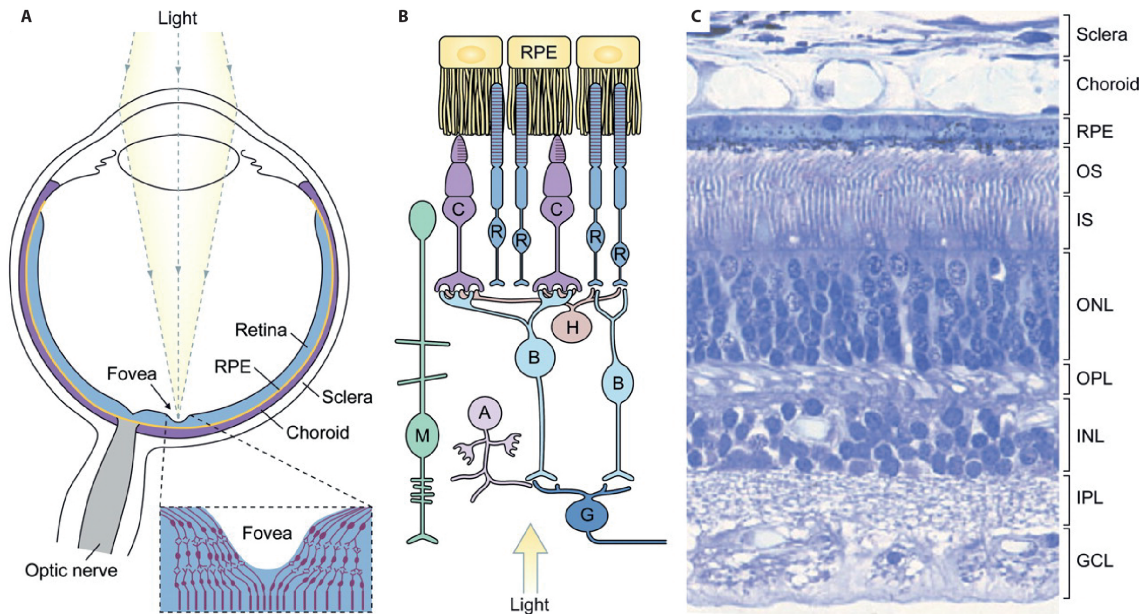 A
Light
Fovea
Retina
RPE
Sclera
Choroid
Optic nerve
Fovea
B
RPE
C
C
R
R
R
R
H
B
B
A
M
G
Light
C
Sclera
Choroid
RPE
OS
IS
ONL
OPL
INL
IPL
GCL